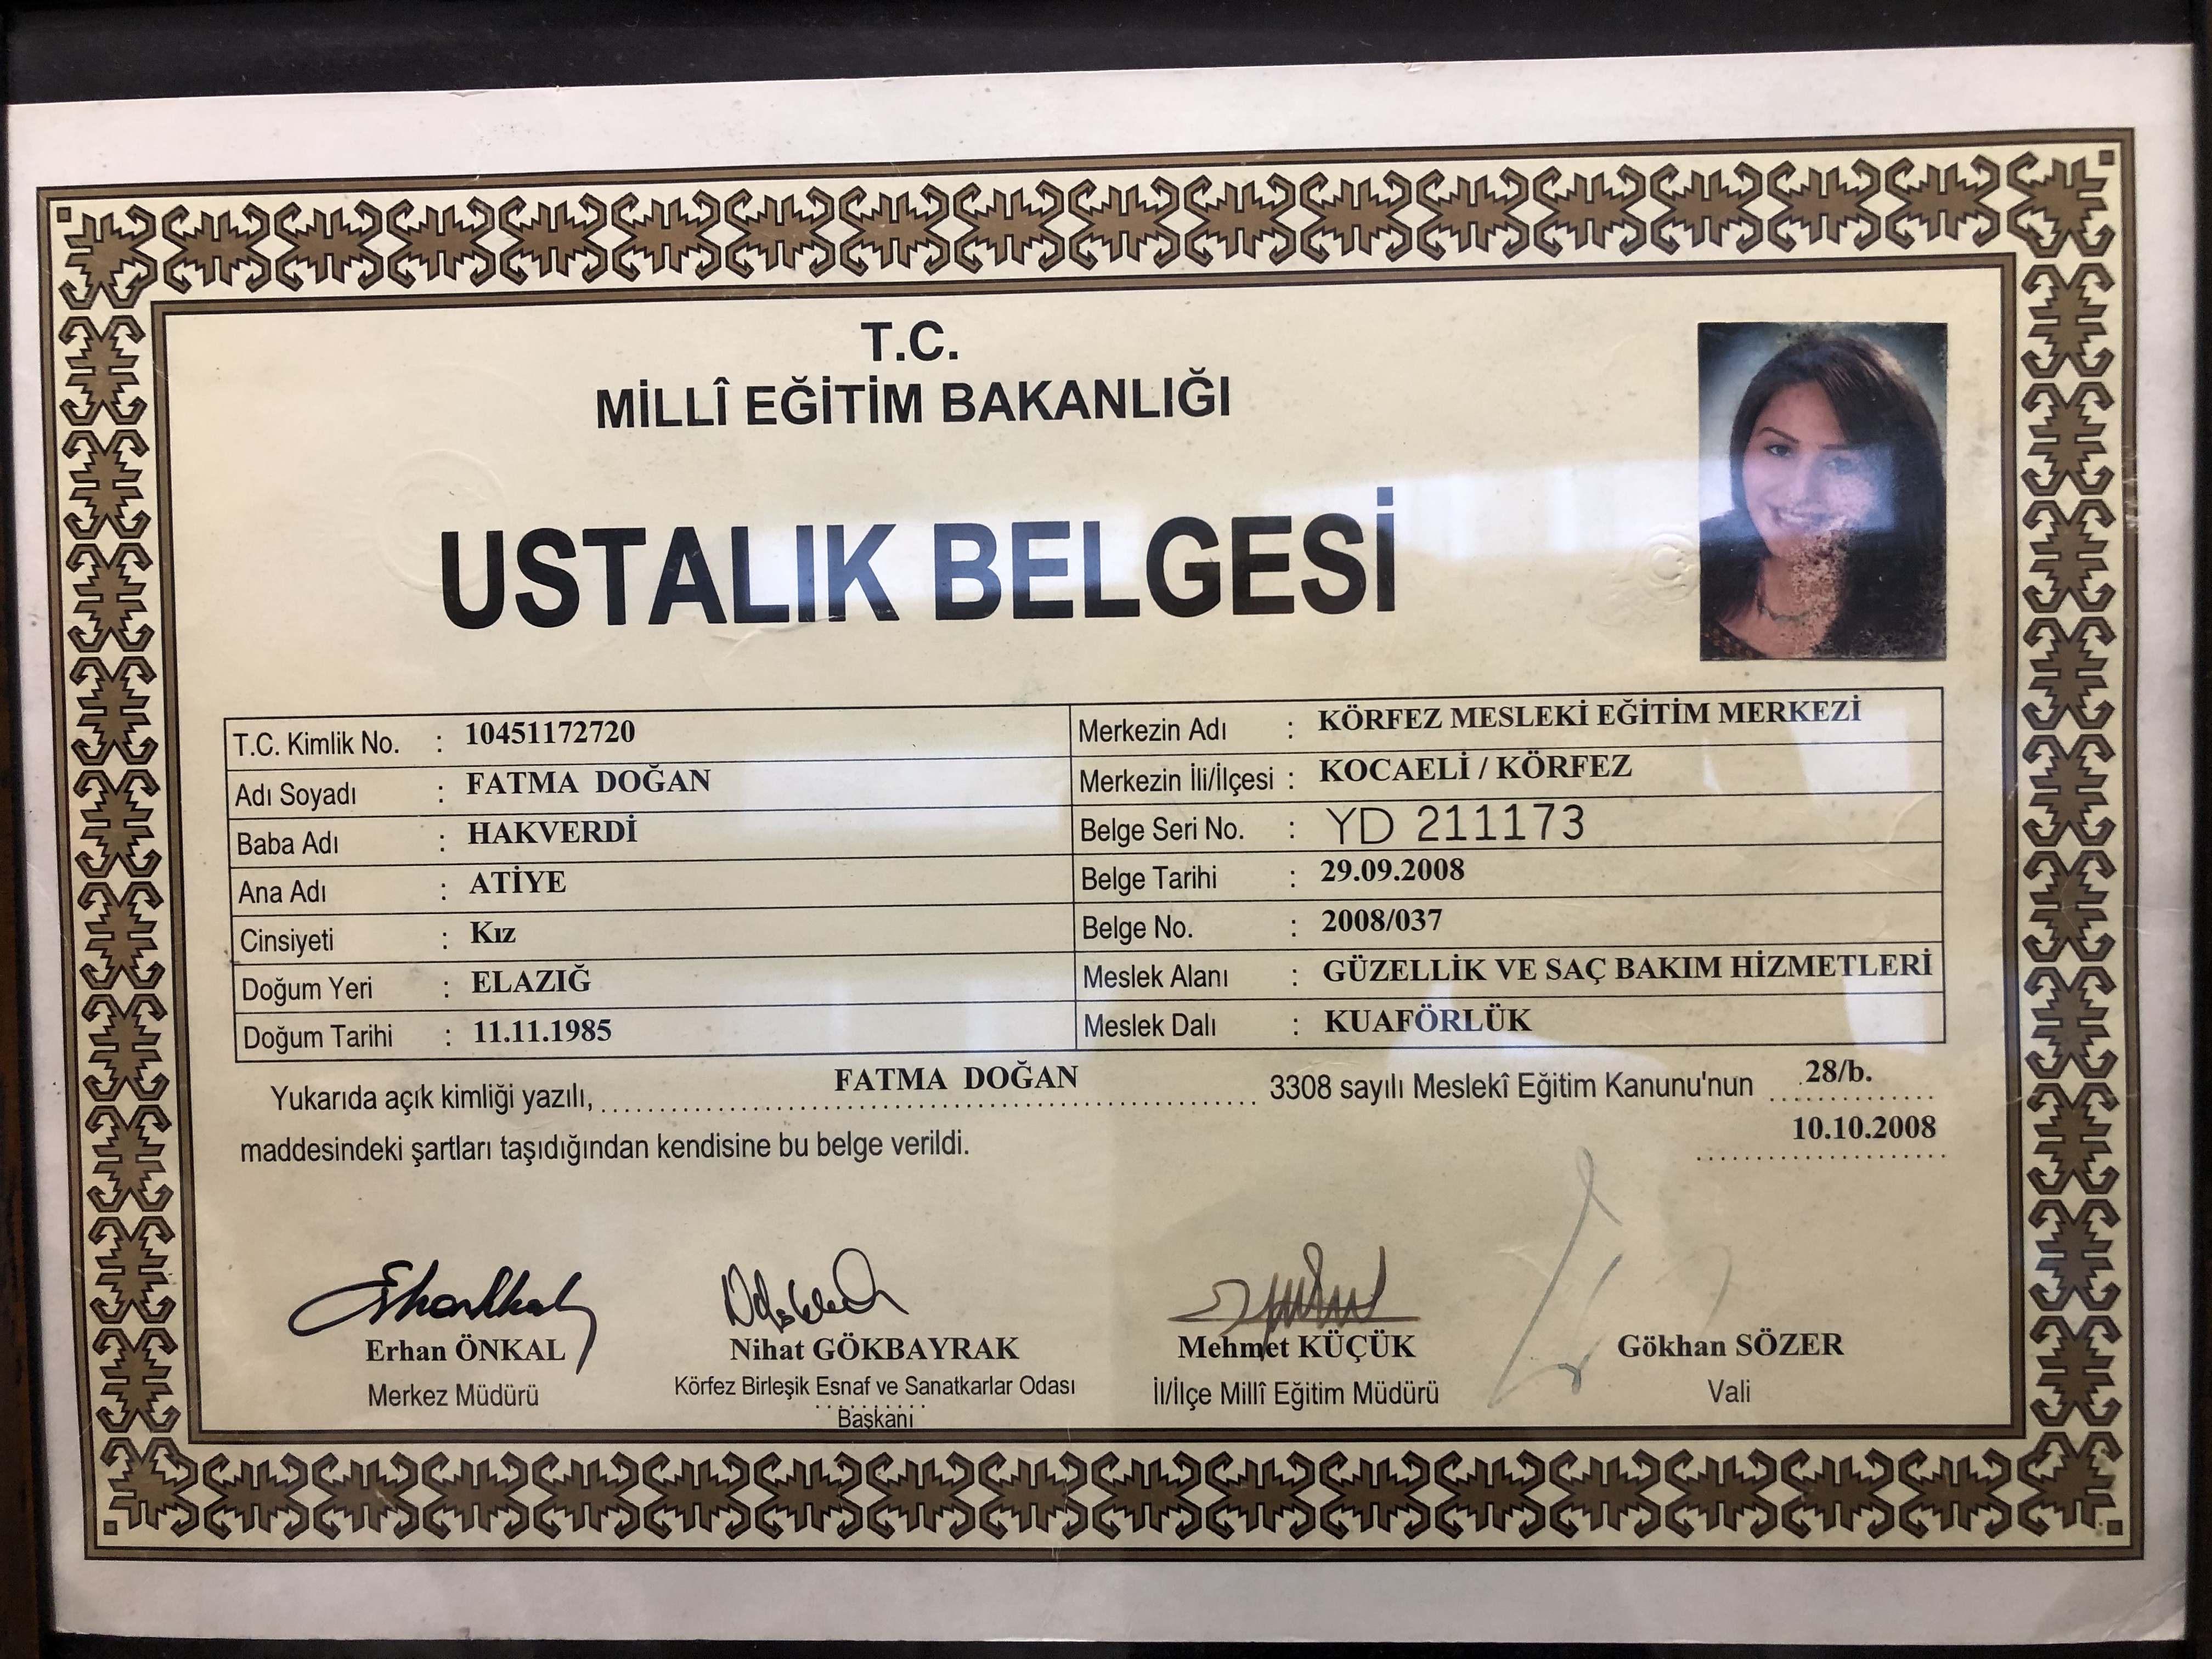 T.C.
MİLLÎ EĞİTİM BAKANLIĞI
USTALIK BELGESİ
T.C. Kimlik No. : 10451172720
Adı Soyadı : FATMA DOĞAN
Baba Adı : HAKVERDİ
Ana Adı : ATİYE
Cinsiyeti : Kız
Doğum Yeri : ELAZIĞ
Doğum Tarihi : 11.11.1985
Merkezin Adı : KÖRFEZ MESLEKİ EĞİTİM MERKEZİ
Merkezin İli/İlçesi : KOCAELİ / KÖRFEZ
Belge Seri No. : YD 211173
Belge Tarihi : 29.09.2008
Belge No. : 2008/037
Meslek Alanı : GÜZELLİK VE SAÇ BAKIM HİZMETLERİ
Meslek Dalı : KUAFÖRLÜK
Yukarıda açık kimliği yazılı, FATMA DOĞAN 3308 sayılı Meslekî Eğitim Kanunu'nun 28/b.
maddesindeki şartları taşıdığından kendisine bu belge verildi. 10.10.2008
Erhan ÖNKAL
Merkez Müdürü
Nihat GÖKBAYRAK
Körfez Birleşik Esnaf ve Sanatkarlar Odası
Başkanı
Mehmet KÜÇÜK
İl/İlçe Millî Eğitim Müdürü
Gökhan SÖZER
Vali